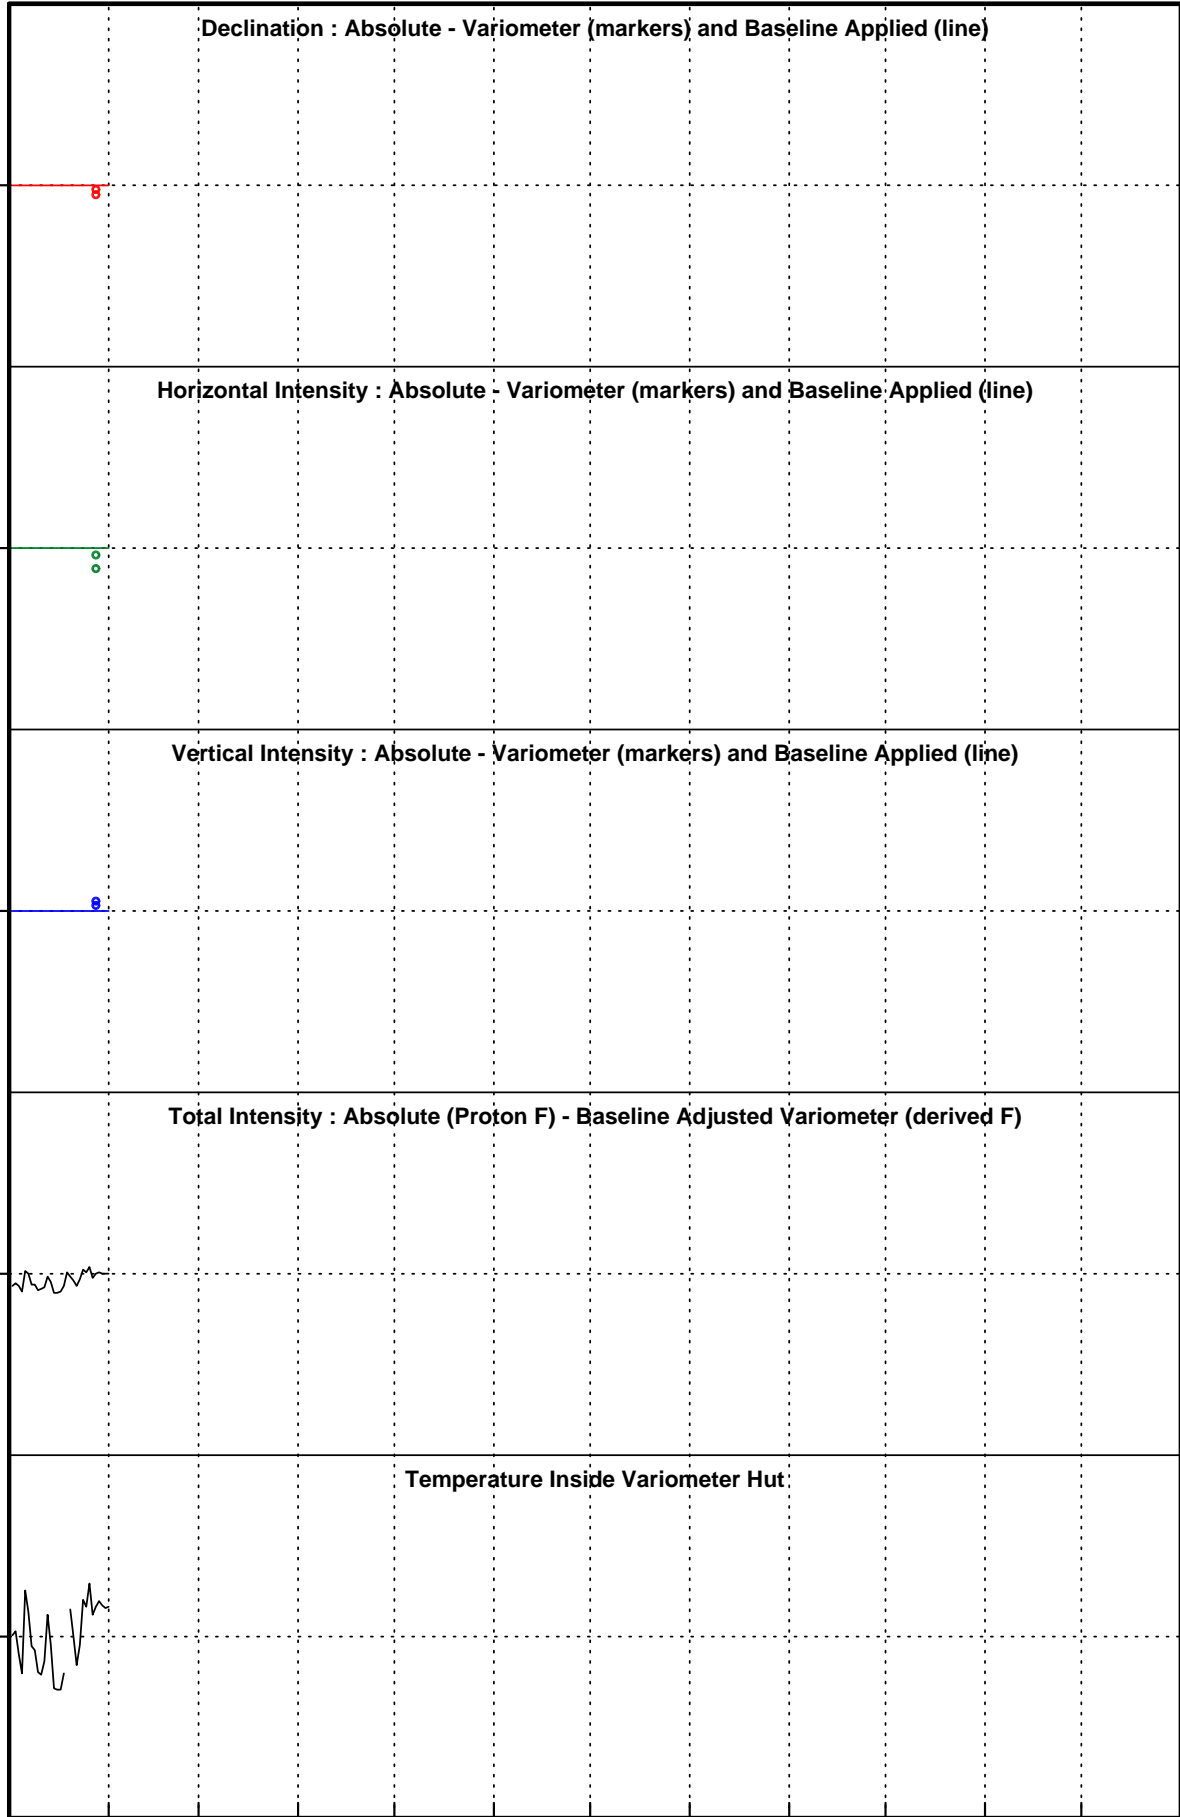 Declination : Absolute - Variometer (markers) and Baseline Applied (line)
Horizontal Intensity : Absolute - Variometer (markers) and Baseline Applied (line)
Vertical Intensity : Absolute - Variometer (markers) and Baseline Applied (line)
Total Intensity : Absolute (Proton F) - Baseline Adjusted Variometer (derived F)
Temperature Inside Variometer Hut